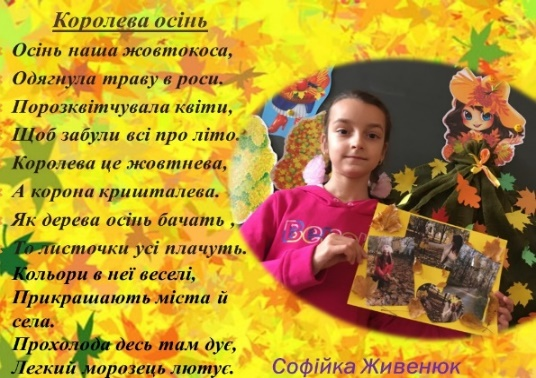 Королева осінь
Осінь наша жовтокоса,
Одягнула траву в роси.
Порозквітчувала квіти,
Щоб забули всі про літо.
Королева це жовтнева,
А корона кришталева.
Як дерева осінь бачать ,
То листочки усі плачуть.
Кольори в неї веселі,
Прикрашають міста й
села.
Прохолода десь там дує,
Легкий морозець лютує.
Софійка Живенюк